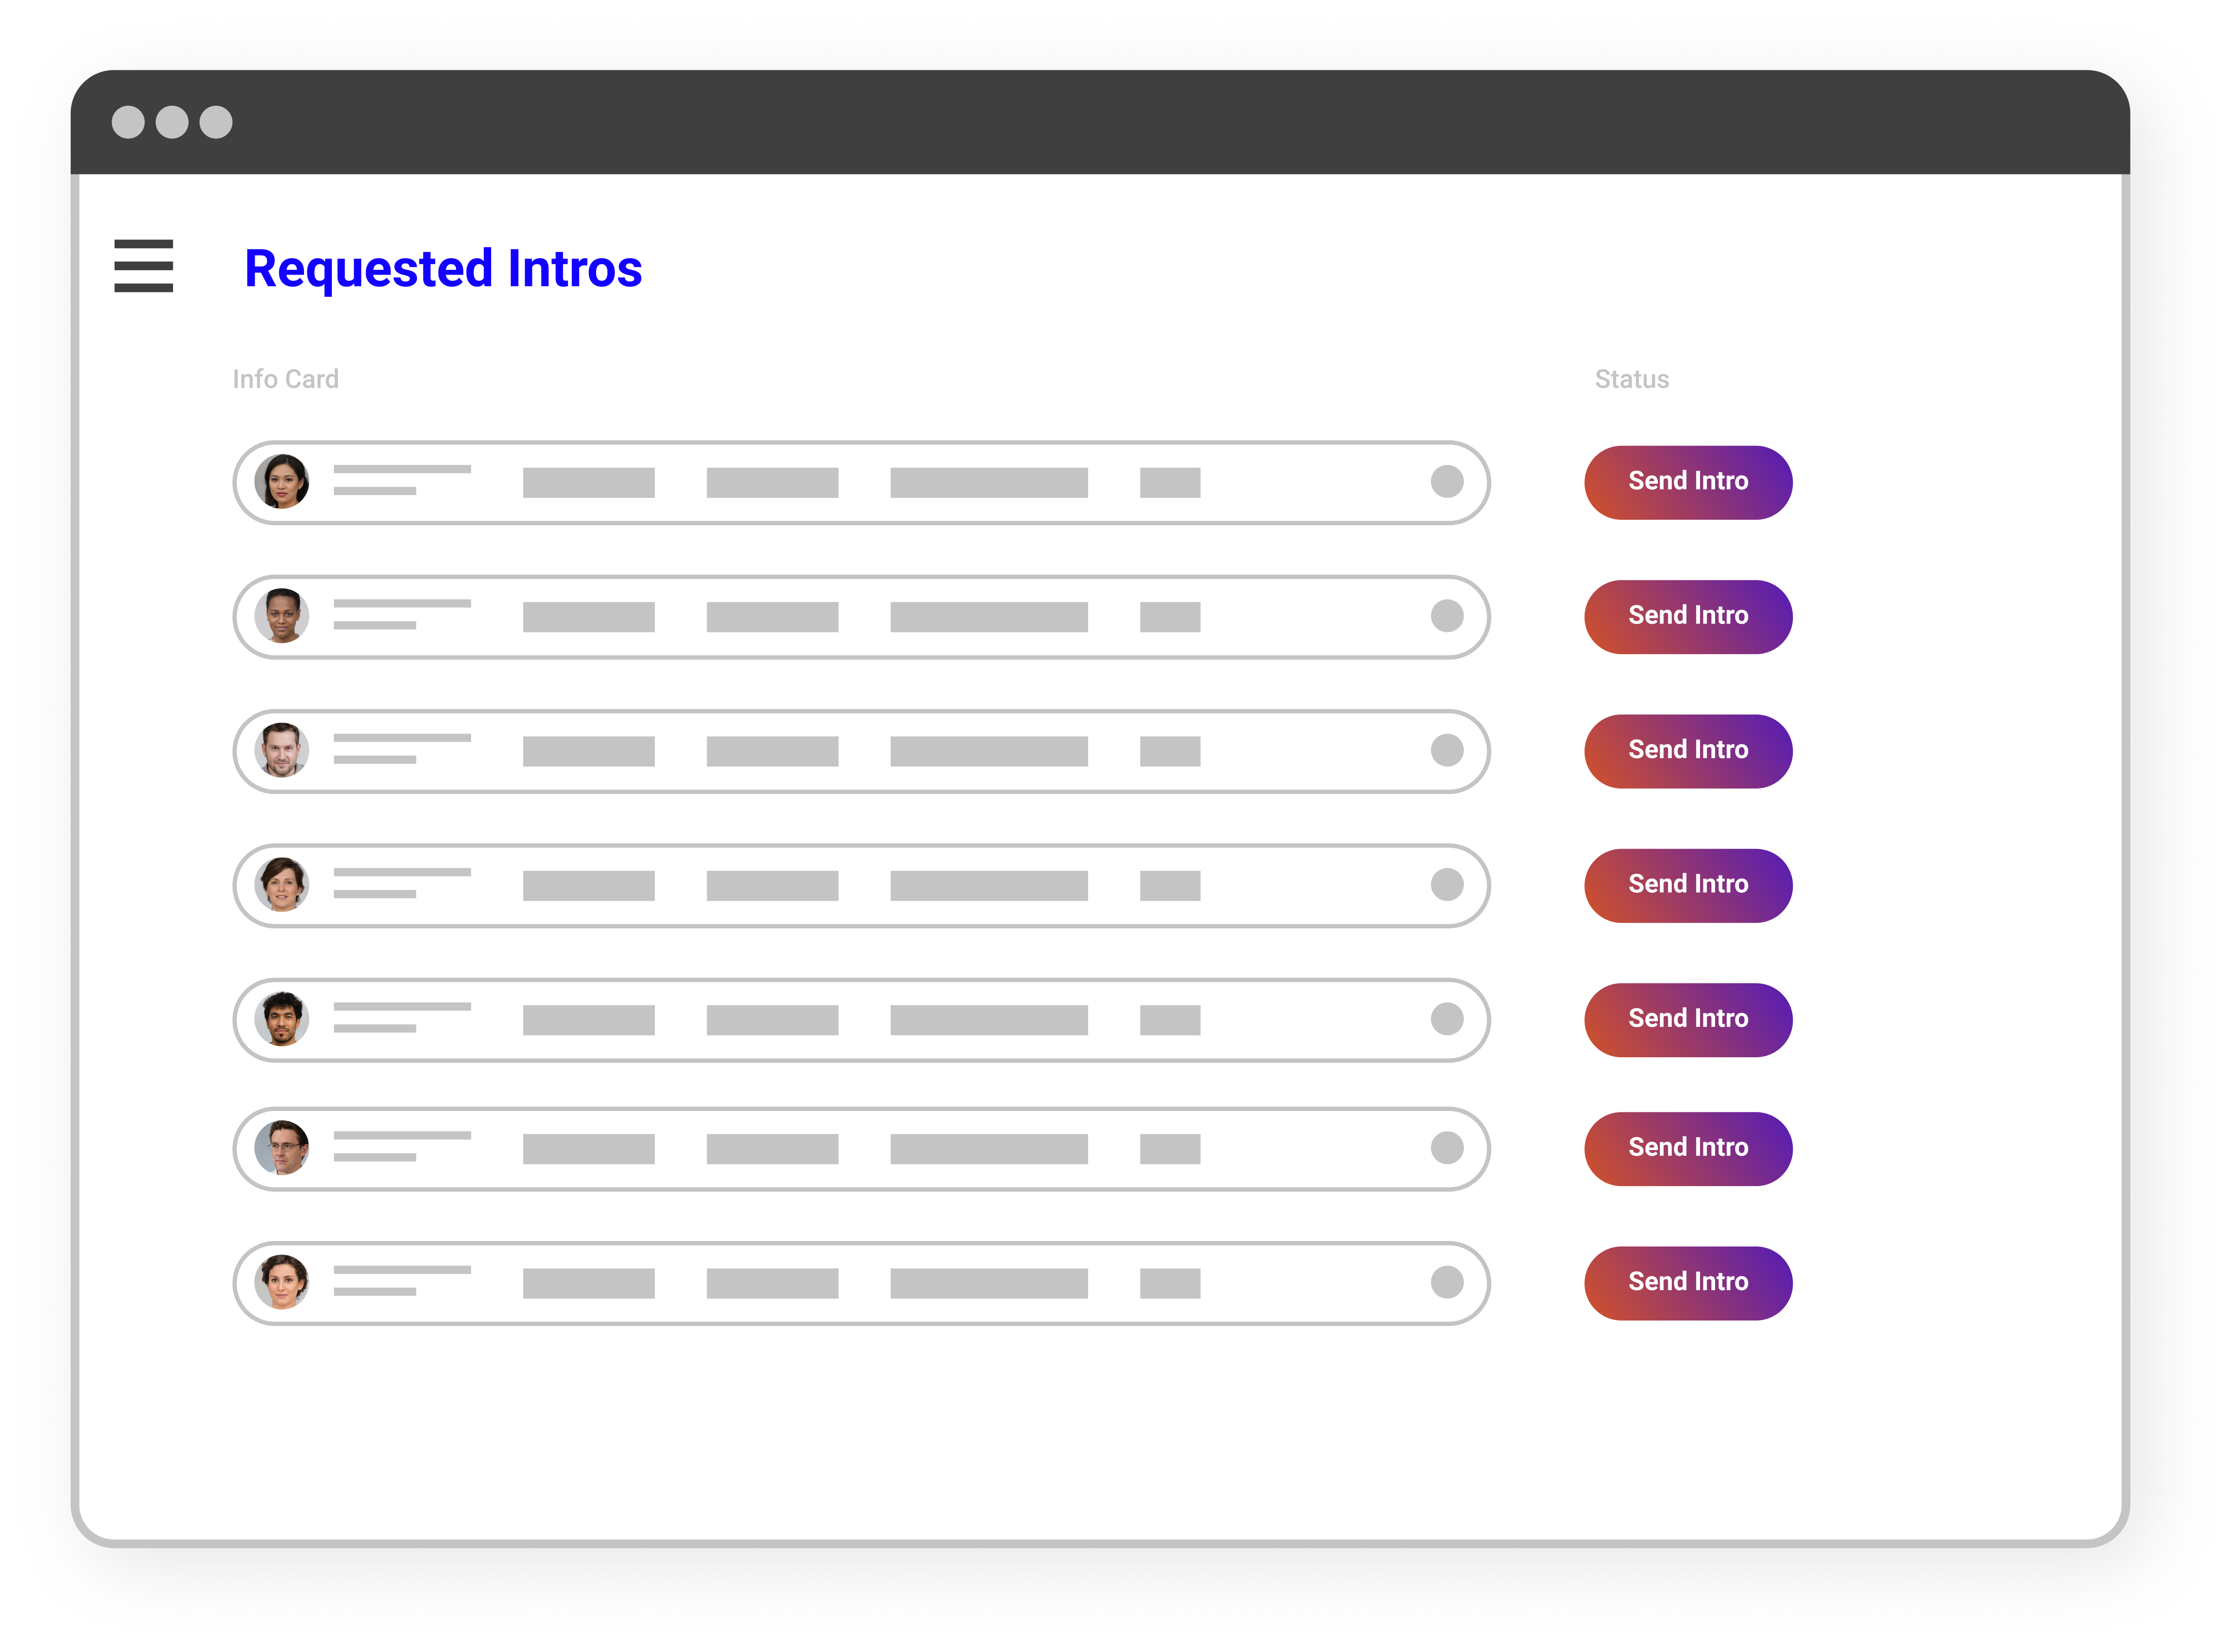 Requested Intros
Info Card
Status
Send Intro
Send Intro
Send Intro
Send Intro
Send Intro
Send Intro
Send Intro